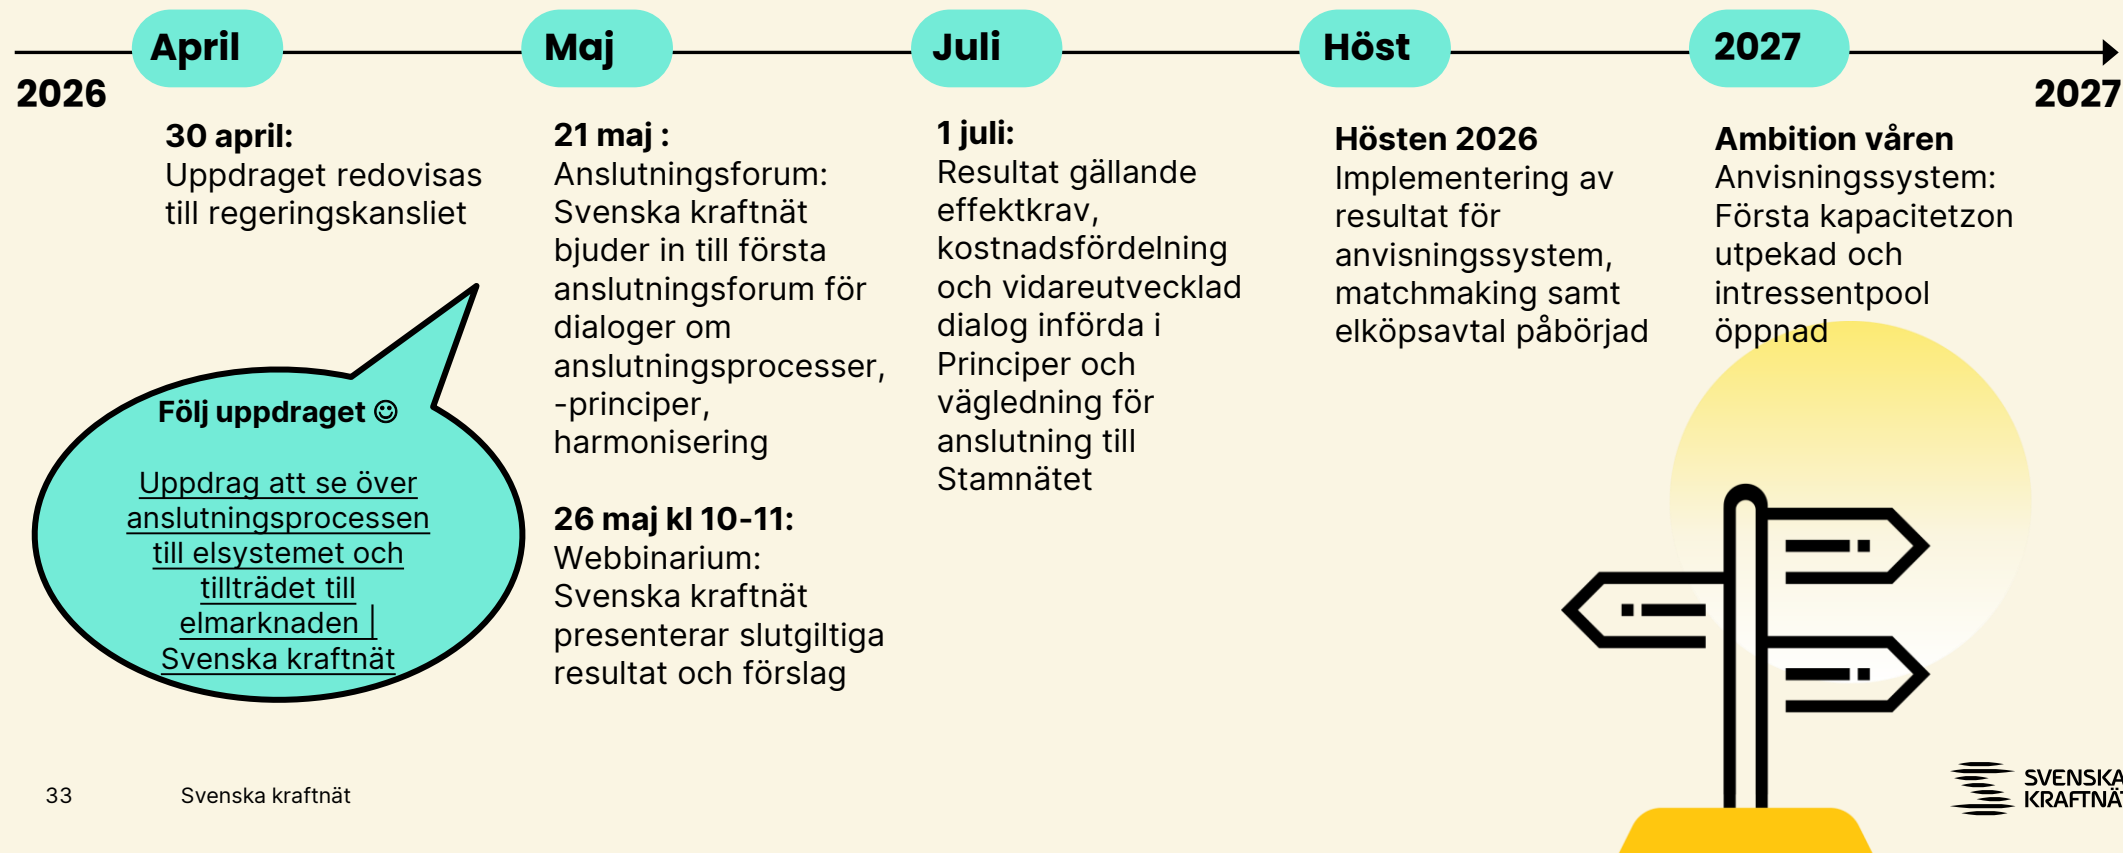 April
Maj
Juli
Höst
2027
2026
2027
30 april:
Uppdraget redovisas
till regeringskansliet
Följ uppdraget ☺
Uppdrag att se över
anslutningsprocessen
till elsystemet och
tillträdet till
elmarknaden |
Svenska kraftnät
21 maj :
Anslutningsforum:
Svenska kraftnät
bjuder in till första
anslutningsforum för
dialoger om
anslutningsprocesser,
-principer,
harmonisering
26 maj kl 10-11:
Webbinarium:
Svenska kraftnät
presenterar slutgiltiga
resultat och förslag
1 juli:
Resultat gällande
effektkrav,
kostnadsfördelning
och vidareutvecklad
dialog införda i
Principer och
vägledning för
anslutning till
Stamnätet
Hösten 2026
Implementering av
resultat för
anvisningssystem,
matchmaking samt
elköpsavtal påbörjad
Ambition våren
Anvisningssystem:
Första kapacitetzon
utpekad och
intressentpool
öppnad
33
Svenska kraftnät
SVENSKA
KRAFTNÄT